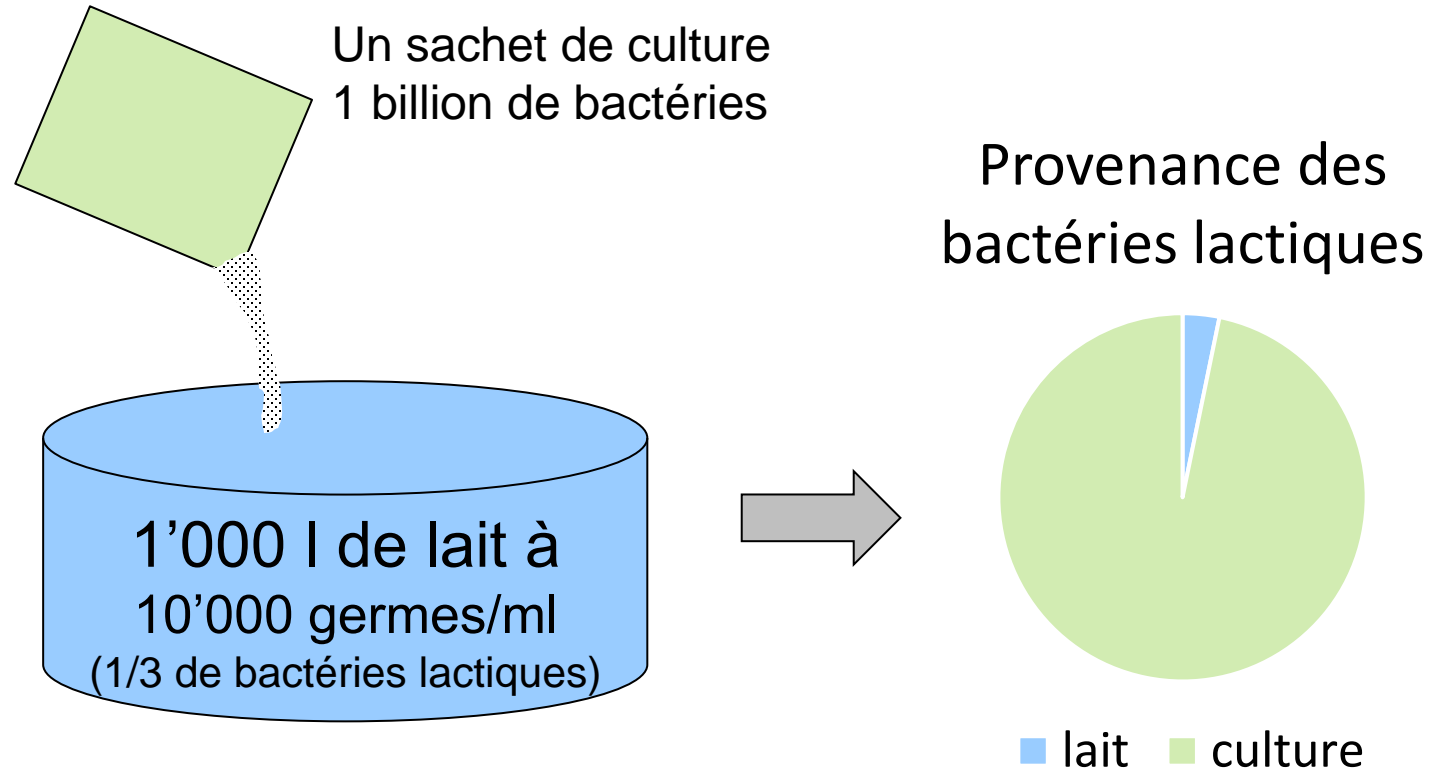 Un sachet de culture
1 billion de bactéries
1’000 l de lait à
10’000 germes/ml
(1/3 de bactéries lactiques)
Provenance des
bactéries lactiques
lait culture